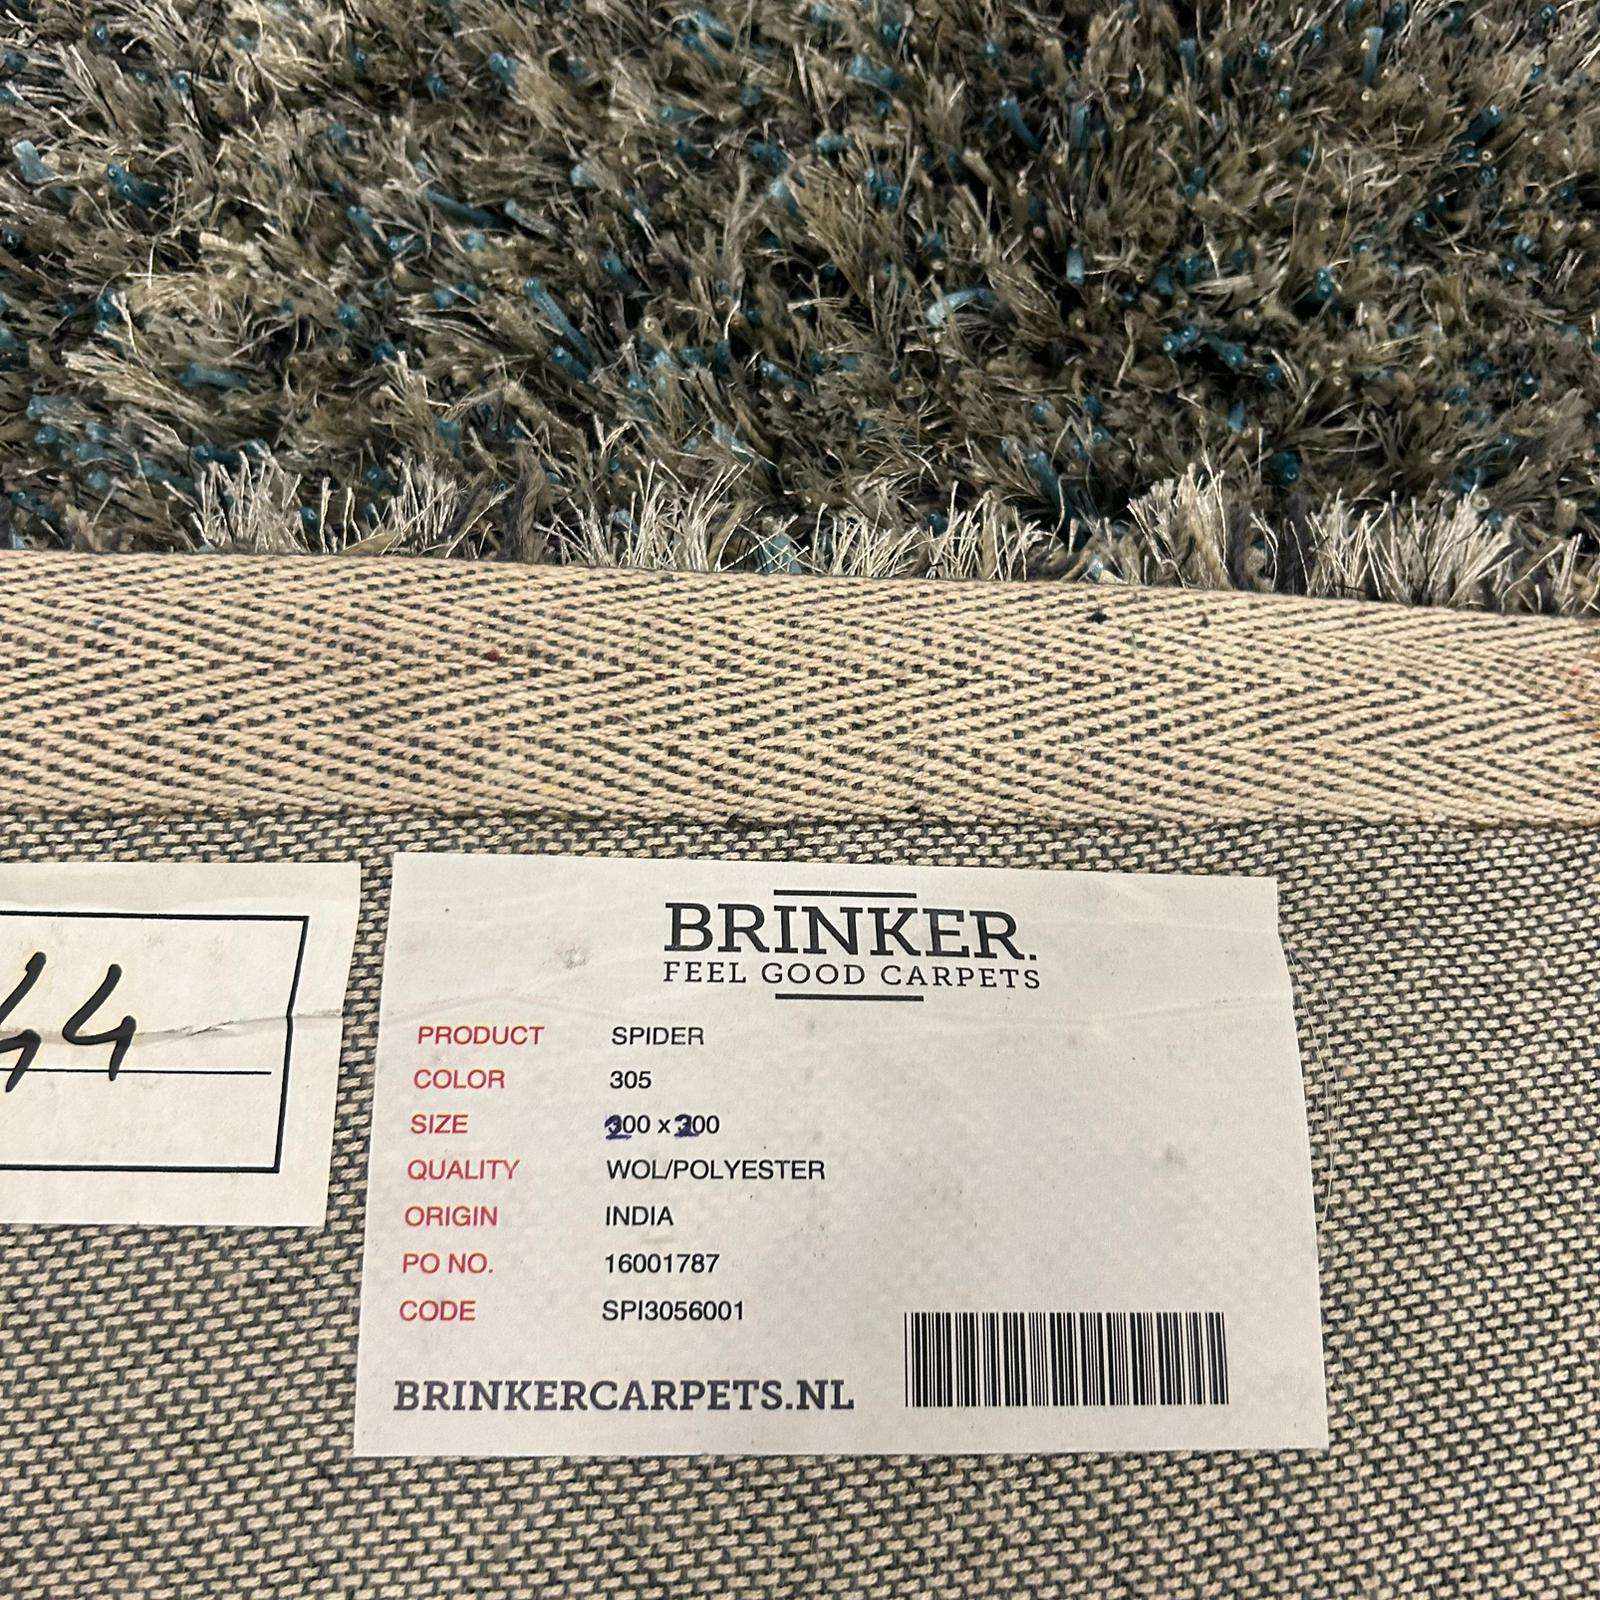 BRINKER.
FEEL GOOD CARPETS
PRODUCT SPIDER
COLOR 305
SIZE 200 x 200
QUALITY WOL/POLYESTER
ORIGIN INDIA
PO NO. 16001787
CODE SPI3056001
BRINKERCARPETS.NL
44